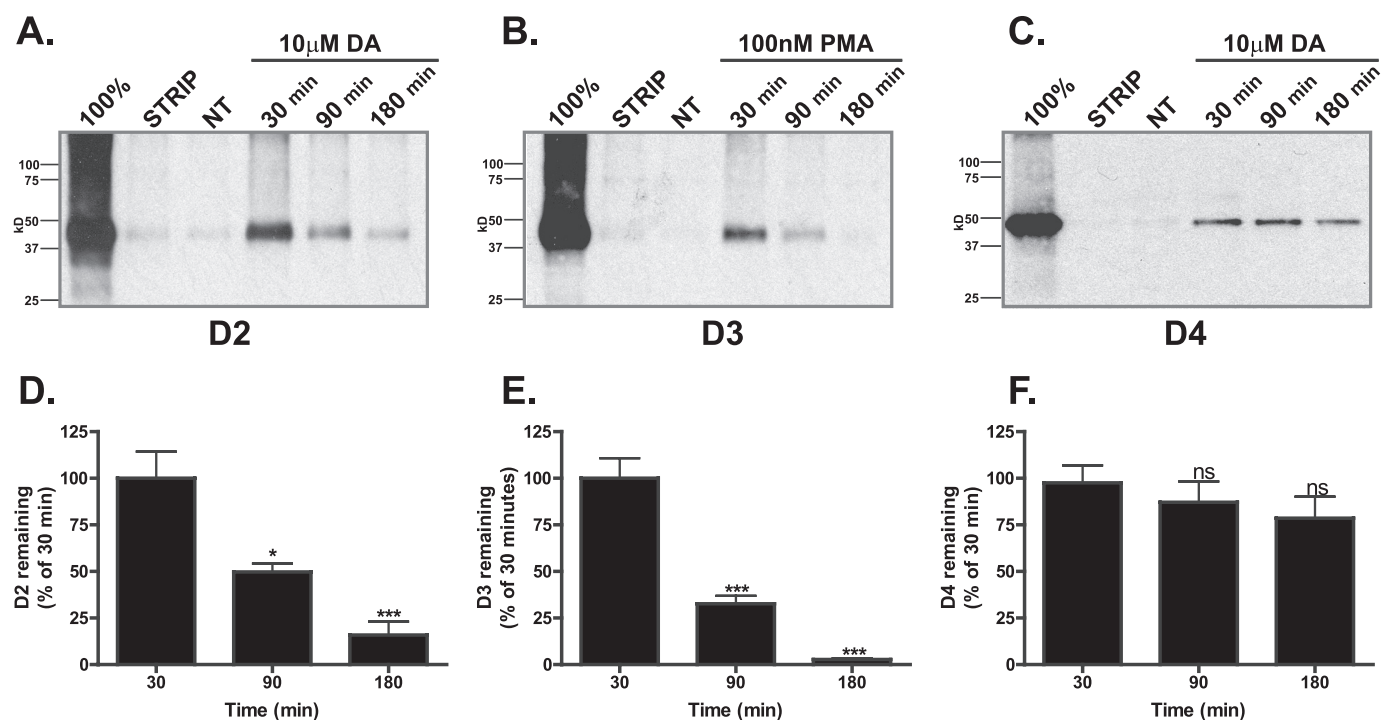 A.
10μM DA
100%
STRIP
NT
30 min
90 min
180 min
100
75
50
kD
37
25
D2
B.
100nM PMA
100%
STRIP
NT
30 min
90 min
180 min
100
75
50
kD
37
25
D3
C.
10μM DA
100%
STRIP
NT
30 min
90 min
180 min
100
75
50
kD
37
25
D4
D.
D2 remaining
(% of 30 min)
125
100
75
50
25
0
*
***
30 90 180
Time (min)
E.
D3 remaining
(% of 30 minutes)
125
100
75
50
25
0
***
***
30 90 180
Time (min)
F.
D4 remaining
(% of 30 min)
125
100
75
50
25
0
ns
ns
30 90 180
Time (min)